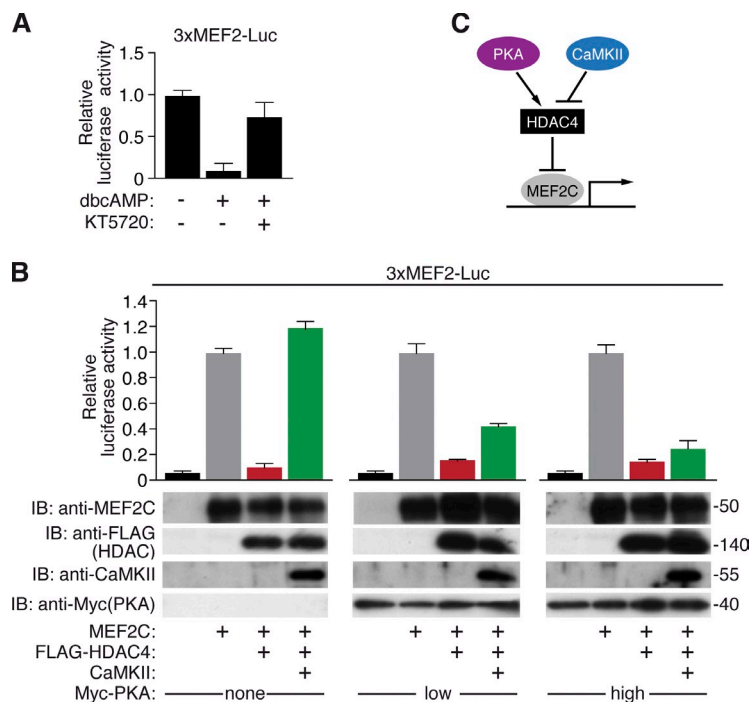 A
3xMEF2-Luc
Relative
luciferase activity
1.5
1.0
0.5
0
dbcAMP: - + +
KT5720: - - +
C
PKA
CaMKII
HDAC4
MEF2C
B
3xMEF2-Luc
Relative
luciferase activity
1.4
1.2
1.0
0.8
0.6
0.4
0.2
0
IB: anti-MEF2C -50
IB: anti-FLAG
(HDAC) -140
IB: anti-CaMKII -55
IB: anti-Myc(PKA) -40
MEF2C: + + + + + + + + +
FLAG-HDAC4: + + + + + +
CaMKII: + + +
Myc-PKA: none low high